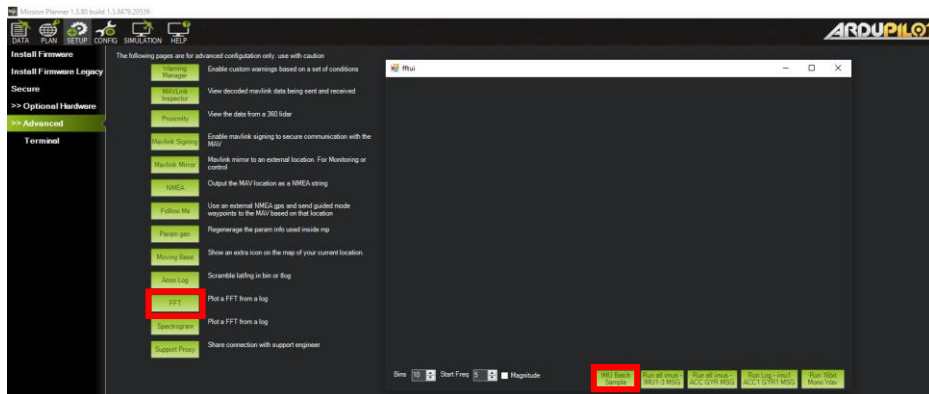 Mission Planner 1.3.80 build 1.3.8479.20539
DATA PLAN SETUP CONFIG SIMULATION HELP
ARDUPILOT
Install Firmware
Install Firmware Legacy
Secure
>> Optional Hardware
>> Advanced
Terminal
The following pages are for advanced configuration only, use with caution
Warning
Manager
Enable custom warnings based on a set of conditions
MAVLink
Inspector
View decoded mavlink data being sent and received
Proximity
View the data from a 360 lidar
Mavlink Signing
Enable mavlink signing to secure communication with the
MAV
Mavlink Mirror
Mavlink mirror to an external location. For Monitoring or
control
NMEA
Output the MAV location as a NMEA string
Follow Me
Use an external NMEA gps and send guided mode
waypoints to the MAV based on that location
Param gen
Regenerage the param info used inside mp
Moving Base
Show an extra icon on the map of your current location.
Anon Log
Scramble lat/lng in bin or tlog
FFT
Plot a FFT from a log
Spectrogram
Plot a FFT from a log
Support Proxy
Share connection with support engineer
fftui
Bins 10 Start Freq 5 Magnitude
IMU Batch
Sample
Run all imus -
IMU1-3 MSG
Run all imus -
ACC GYR MSG
Run Log - imu1
ACC1 GYR1 MSG
Run 16bit
Mono Wav